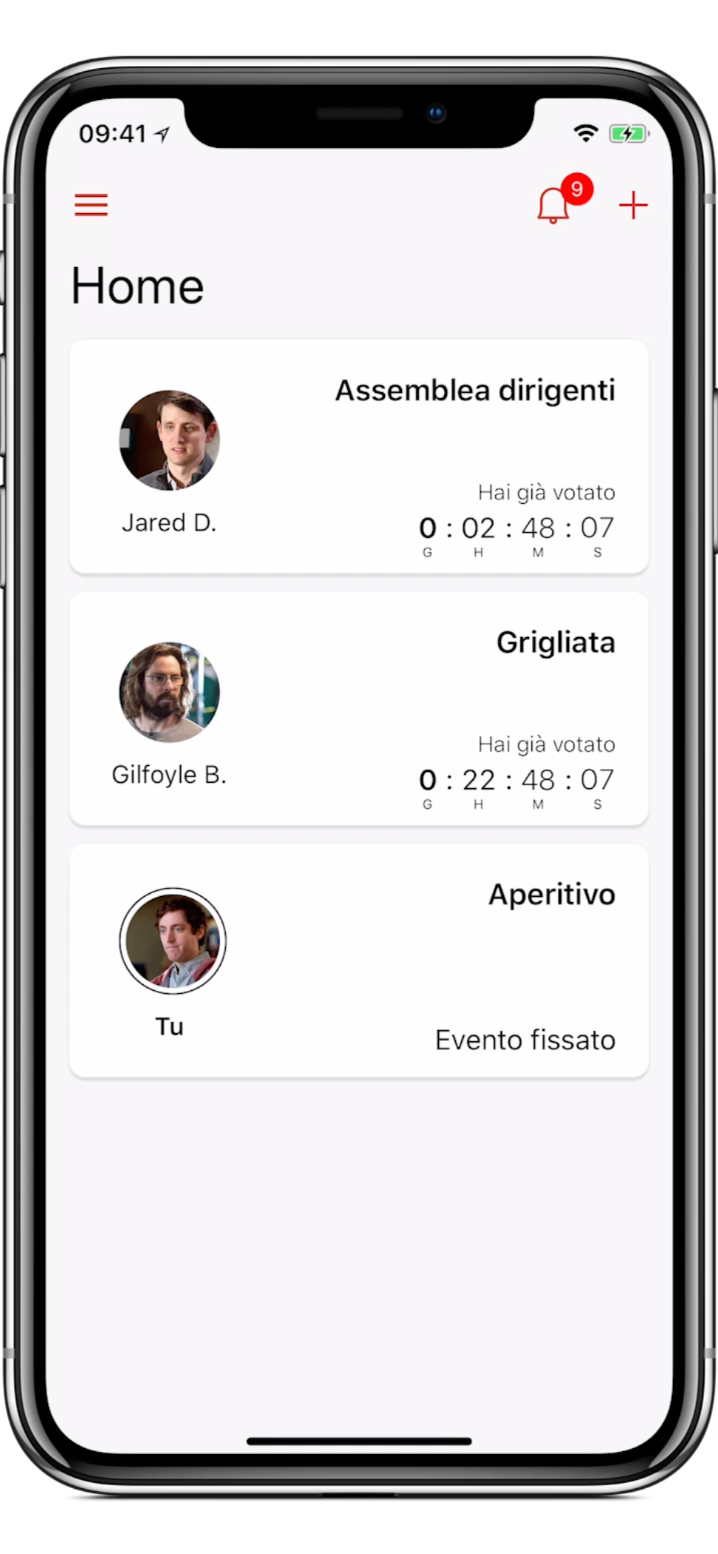 09:41
9
Home
Assemblea dirigenti
Jared D.
Hai già votato
0 : 02 : 48 : 07
G H M S
Grigliata
Gilfoyle B.
Hai già votato
0 : 22 : 48 : 07
G H M S
Aperitivo
Tu
Evento fissato